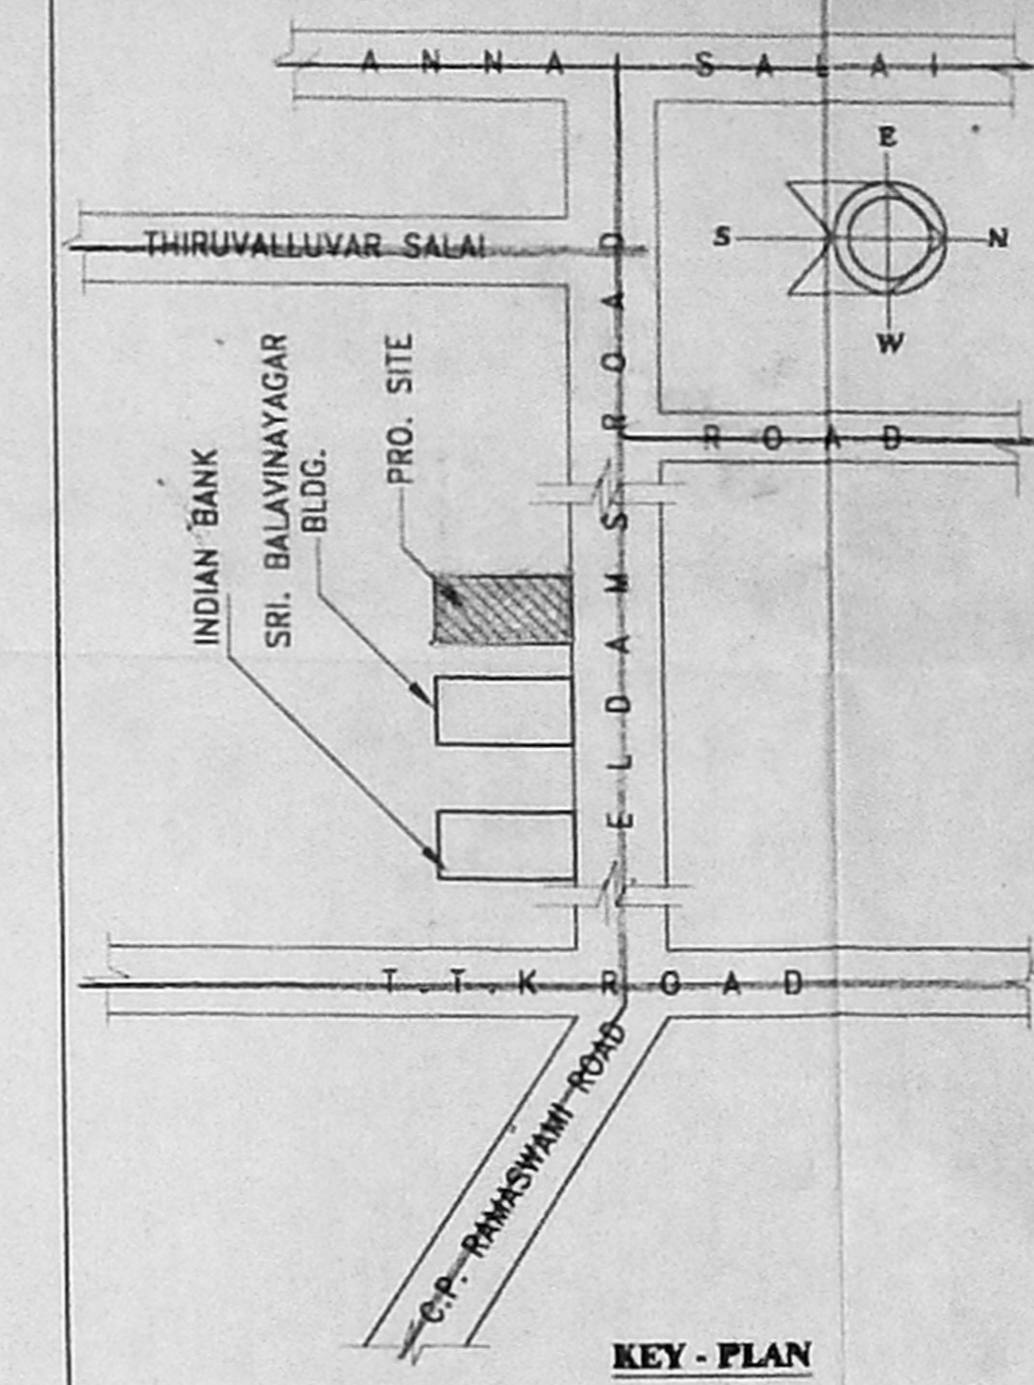 ANNA SALAI
E
S
N
W
THIRUVALLUVAR SALAI
ELDAMS ROAD
ROAD
PRO. SITE
SRI. BALAVINAYAGAR
BLDG.
INDIAN BANK
T.T.K ROAD
C.P. RAMASWAMI ROAD
KEY - PLAN